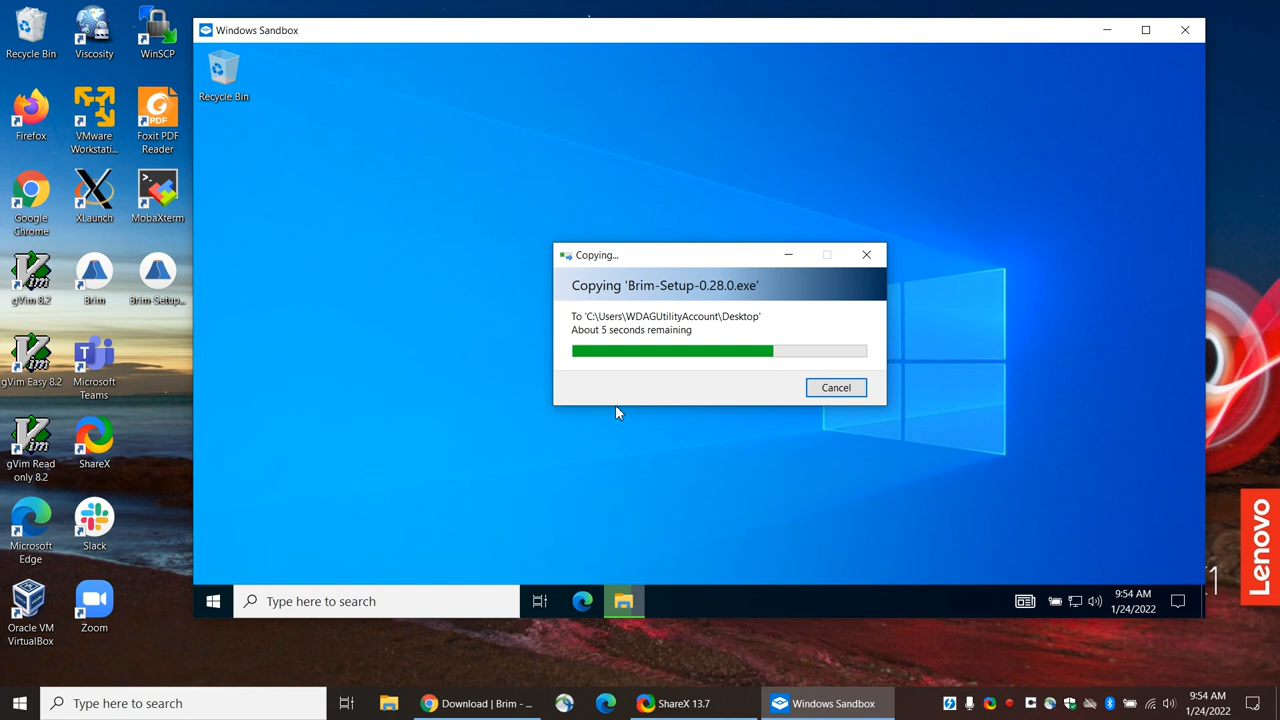 Recycle Bin
Viscosity
WinSCP
Firefox
VMware
Workstati...
Foxit PDF
Reader
PDF
Google
Chrome
XLaunch
MobaXterm
gVim 8.2
Brim
Brim-Setup...
gVim Easy 8.2
Microsoft
Teams
gVim Read
only 8.2
ShareX
Microsoft
Edge
Slack
Oracle VM
VirtualBox
Zoom
Windows Sandbox
Recycle Bin
Copying...
Copying 'Brim-Setup-0.28.0.exe'
To 'C:\Users\WDAGUtilityAccount\Desktop'
About 5 seconds remaining
Cancel
Type here to search
9:54 AM
1/24/2022
Lenovo
Type here to search
Download | Brim - ...
ShareX 13.7
Windows Sandbox
9:54 AM
1/24/2022